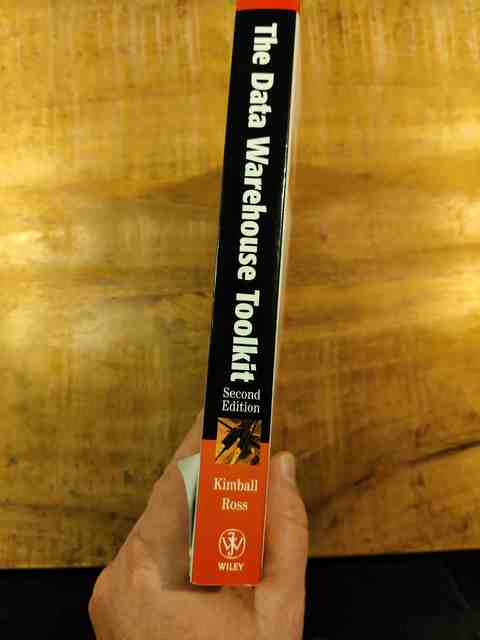 The Data Warehouse Toolkit
Second
Edition
Kimball
Ross
WILEY